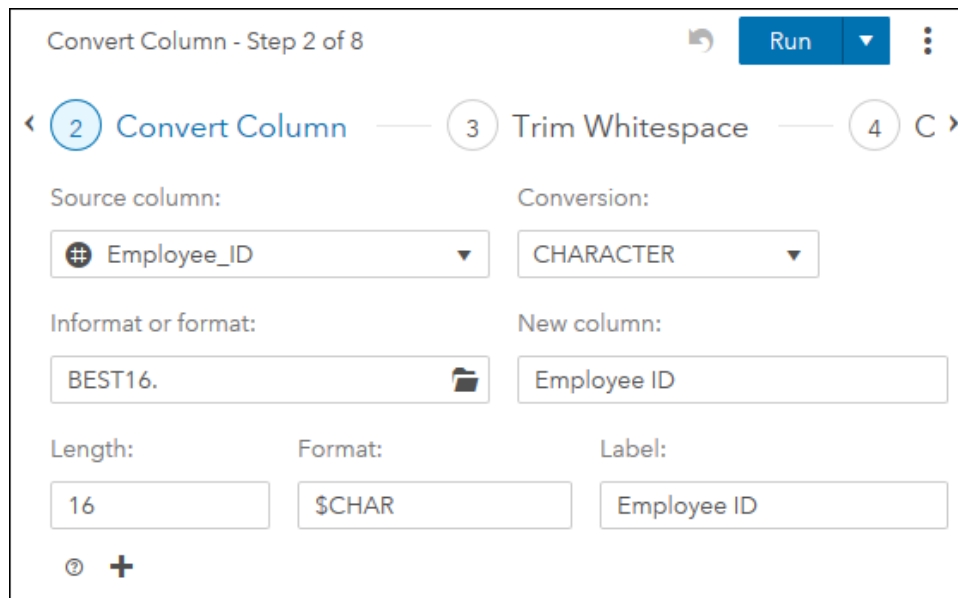 Convert Column - Step 2 of 8 Run
2 Convert Column 3 Trim Whitespace 4 C
Source column: Conversion:
# Employee_ID CHARACTER
Informat or format: New column:
BEST16. Employee ID
Length: Format: Label:
16 $CHAR Employee ID
? +